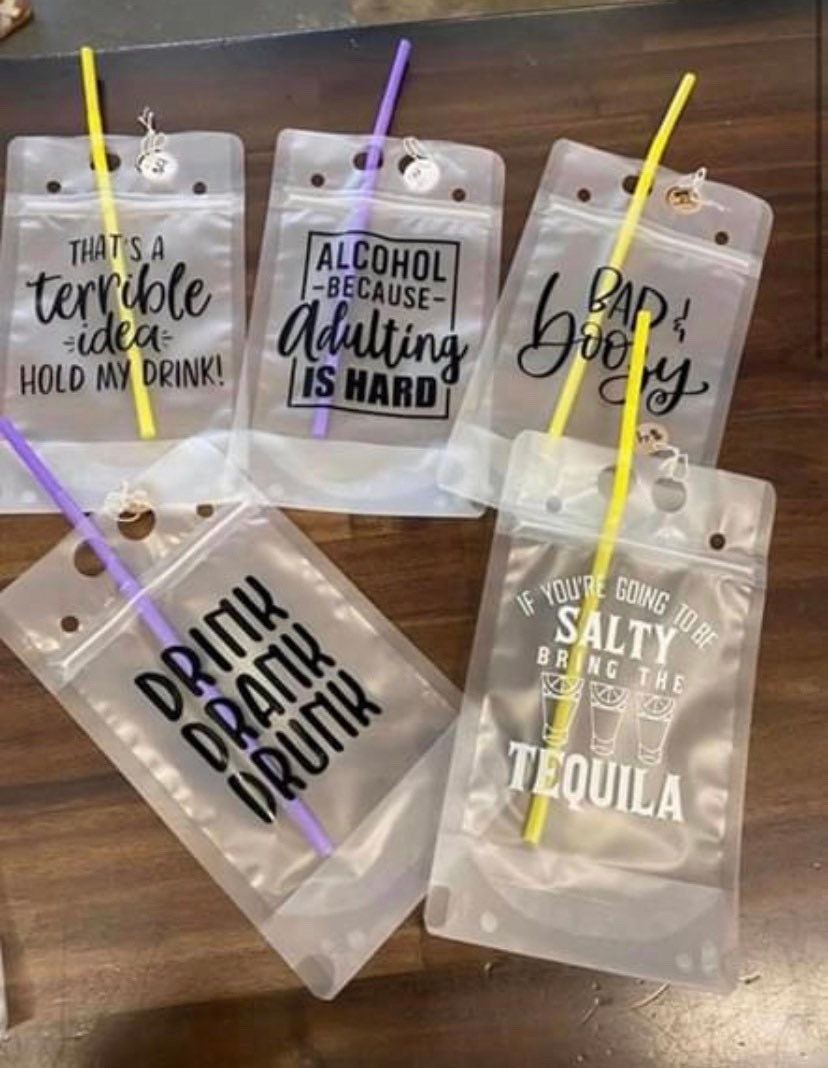 THAT'S A
terrible
idea
HOLD MY DRINK!
ALCOHOL
-BECAUSE-
Adulting
IS HARD
BAD &
boozy
DRINK
DRANK
DRUNK
IF YOU'RE GOING TO BE
SALTY
BRING THE
TEQUILA